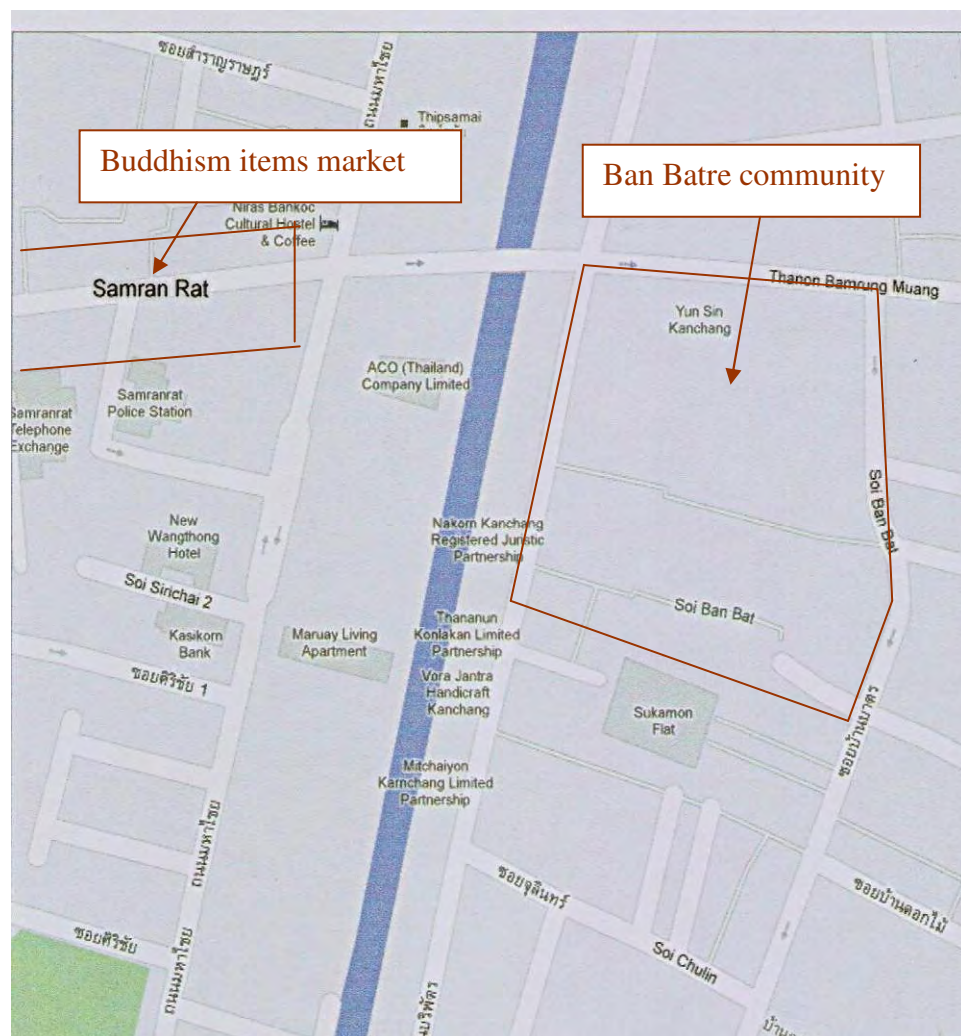 ซอยสำราญราษฎร์
ถนนมหาไชย
Thipsamai
Buddhism items market
Ban Batre community
Niras Bankoc
Cultural Hostel
& Coffee
Samran Rat
Thanon Bamrung Muang
Yun Sin
Kanchang
ACO (Thailand)
Company Limited
Samranrat
Police Station
Samranrat
Telephone
Exchange
Soi Ban Bat
New
Wangthong
Hotel
Nakorn Kanchang
Registered Juristic
Partnership
Soi Sirichai 2
Soi Ban Bat
Kasikorn
Bank
Maruay Living
Apartment
Thananun
Konlakan Limited
Partnership
ซอยศิริชัย 1
Vora Jantra
Handicraft
Kanchang
Sukamon
Flat
ซอยบ้านบาตร
Mitchaiyon
Karnchang Limited
Partnership
ถนนมหาไชย
ซอยจุลินทร์
ซอยบ้านดอกไม้
ซอยศิริชัย
Soi Chulin
ถนนมหาไชย
นบริพัตร